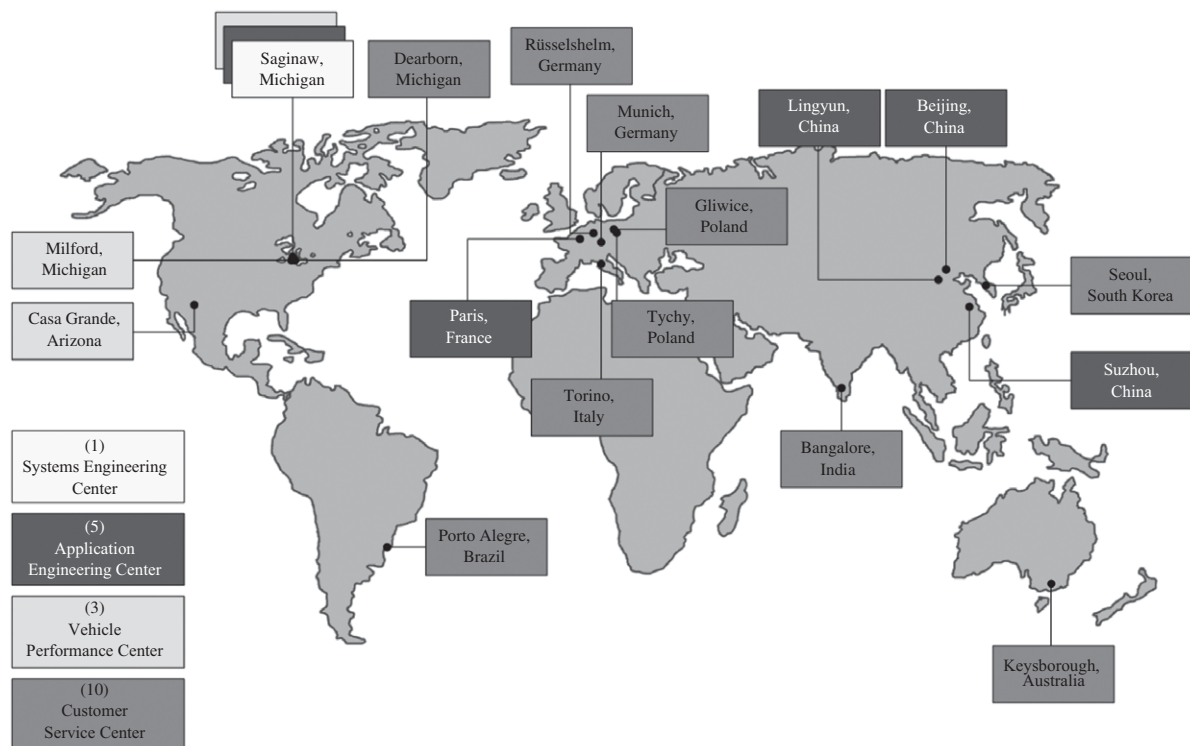 Saginaw,
Michigan
Dearborn,
Michigan
Rüsselshelm,
Germany
Munich,
Germany
Lingyun,
China
Beijing,
China
Gliwice,
Poland
Milford,
Michigan
Seoul,
South Korea
Casa Grande,
Arizona
Paris,
France
Tychy,
Poland
Suzhou,
China
Torino,
Italy
Bangalore,
India
(1)
Systems Engineering
Center
(5)
Application
Engineering Center
Porto Alegre,
Brazil
(3)
Vehicle
Performance Center
Keysborough,
Australia
(10)
Customer
Service Center